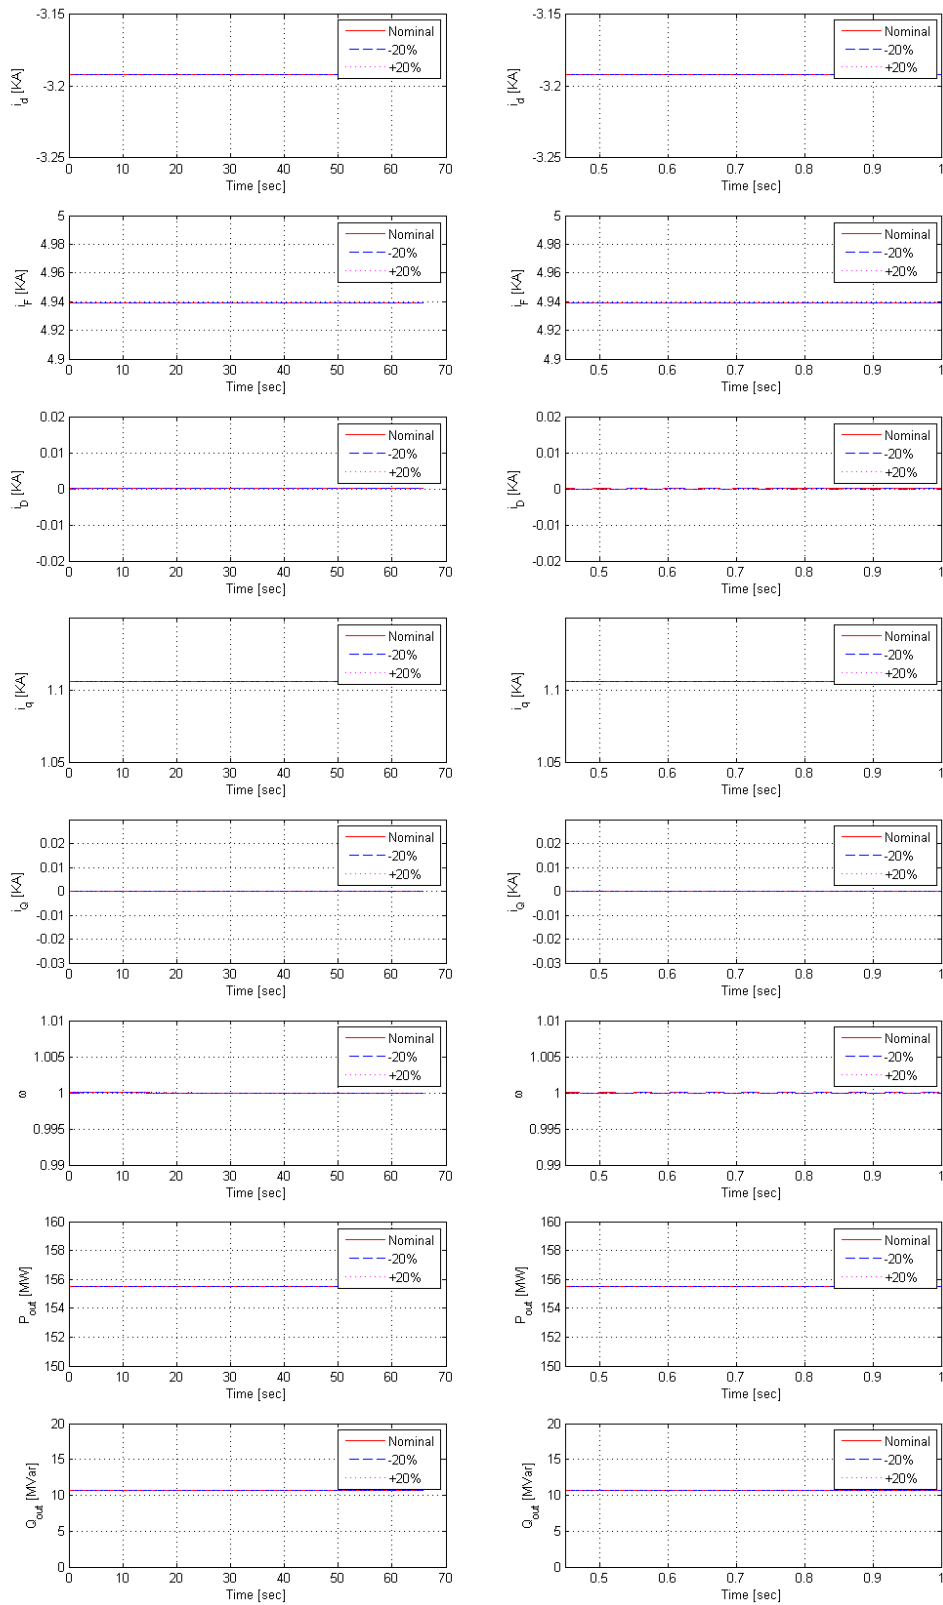 -3.15
-3.2
-3.25
i_d [KA]
Nominal
-20%
+20%
0 10 20 30 40 50 60 70
Time [sec]
-3.15
-3.2
-3.25
i_d [KA]
Nominal
-20%
+20%
0.5 0.6 0.7 0.8 0.9 1
Time [sec]
5
4.98
4.96
4.94
4.92
4.9
i_F [KA]
Nominal
-20%
+20%
0 10 20 30 40 50 60 70
Time [sec]
5
4.98
4.96
4.94
4.92
4.9
i_F [KA]
Nominal
-20%
+20%
0.5 0.6 0.7 0.8 0.9 1
Time [sec]
0.02
0.01
0
-0.01
-0.02
i_D [KA]
Nominal
-20%
+20%
0 10 20 30 40 50 60 70
Time [sec]
0.02
0.01
0
-0.01
-0.02
i_D [KA]
Nominal
-20%
+20%
0.5 0.6 0.7 0.8 0.9 1
Time [sec]
1.1
1.05
i_q [KA]
Nominal
-20%
+20%
0 10 20 30 40 50 60 70
Time [sec]
1.1
1.05
i_q [KA]
Nominal
-20%
+20%
0.5 0.6 0.7 0.8 0.9 1
Time [sec]
0.02
0.01
0
-0.01
-0.02
-0.03
i_Q [KA]
Nominal
-20%
+20%
0 10 20 30 40 50 60 70
Time [sec]
0.02
0.01
0
-0.01
-0.02
-0.03
i_Q [KA]
Nominal
-20%
+20%
0.5 0.6 0.7 0.8 0.9 1
Time [sec]
1.01
1.005
1
0.995
0.99
ω
Nominal
-20%
+20%
0 10 20 30 40 50 60 70
Time [sec]
1.01
1.005
1
0.995
0.99
ω
Nominal
-20%
+20%
0.5 0.6 0.7 0.8 0.9 1
Time [sec]
160
158
156
154
152
150
P_out [MW]
Nominal
-20%
+20%
0 10 20 30 40 50 60 70
Time [sec]
160
158
156
154
152
150
P_out [MW]
Nominal
-20%
+20%
0.5 0.6 0.7 0.8 0.9 1
Time [sec]
20
15
10
5
0
Q_out [MVar]
Nominal
-20%
+20%
0 10 20 30 40 50 60 70
Time [sec]
20
15
10
5
0
Q_out [MVar]
Nominal
-20%
+20%
0.5 0.6 0.7 0.8 0.9 1
Time [sec]